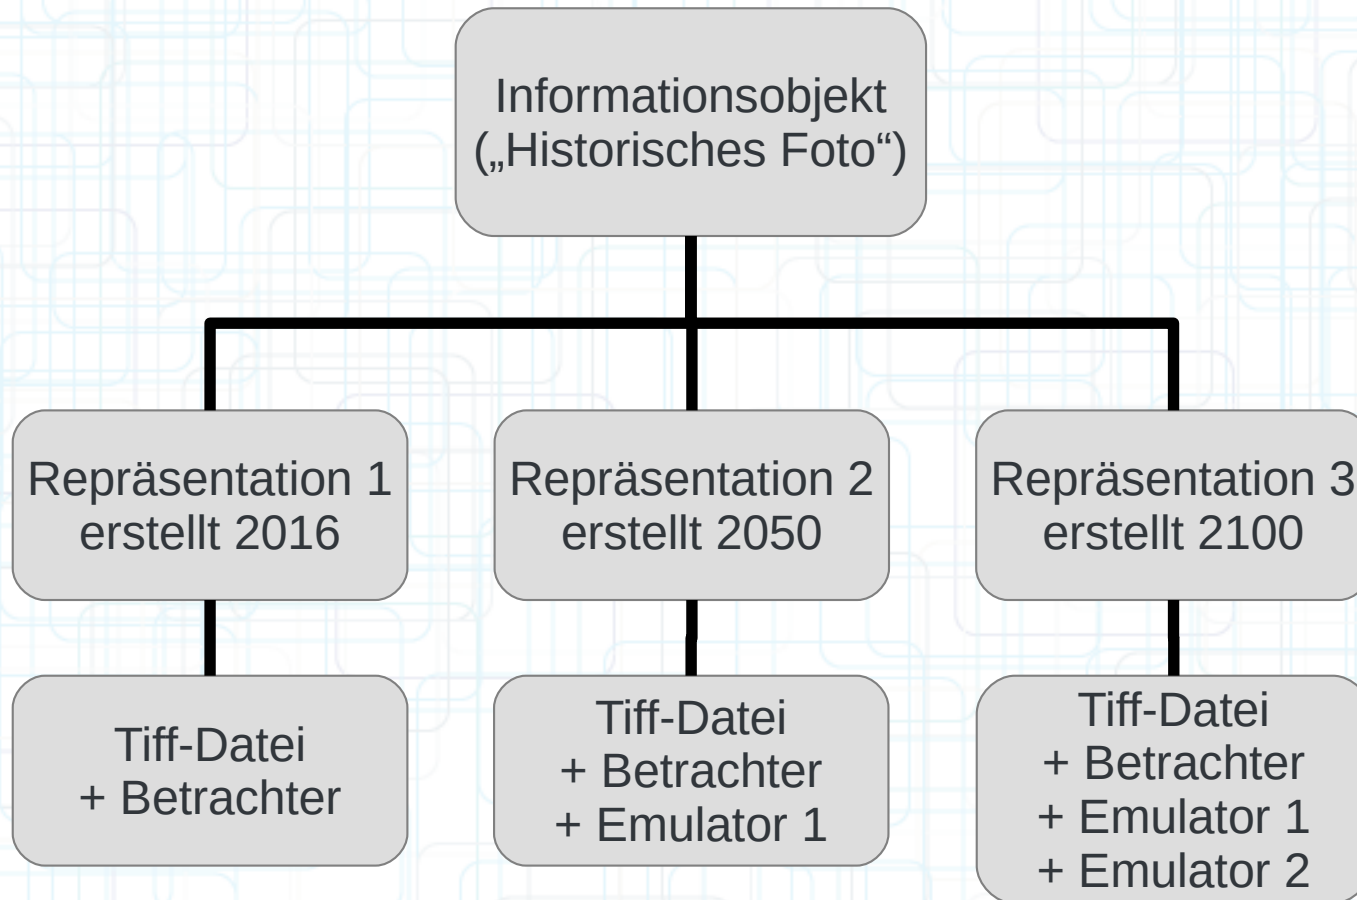 Informationsobjekt
(„Historisches Foto“)
Repräsentation 1
erstellt 2016
Repräsentation 2
erstellt 2050
Repräsentation 3
erstellt 2100
Tiff-Datei
+ Betrachter
Tiff-Datei
+ Betrachter
+ Emulator 1
Tiff-Datei
+ Betrachter
+ Emulator 1
+ Emulator 2